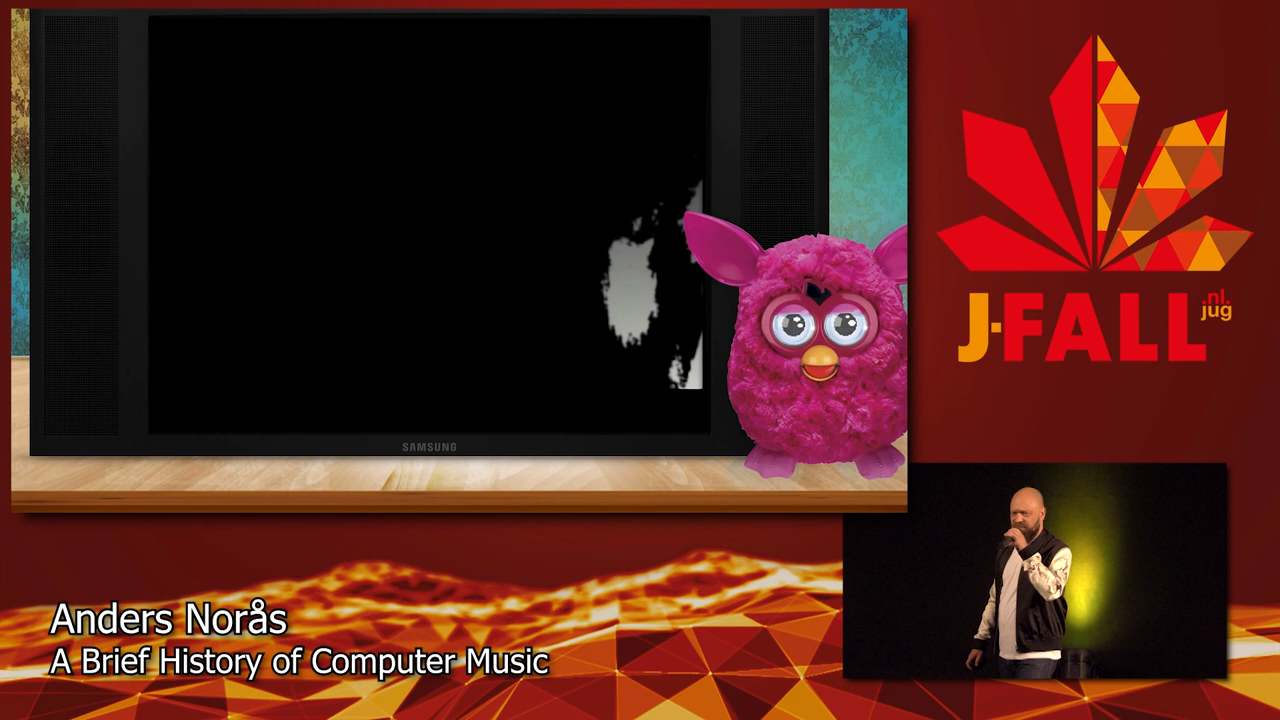 SAMSUNG
J-FALL
.nl.
jug
Anders Norås
A Brief History of Computer Music